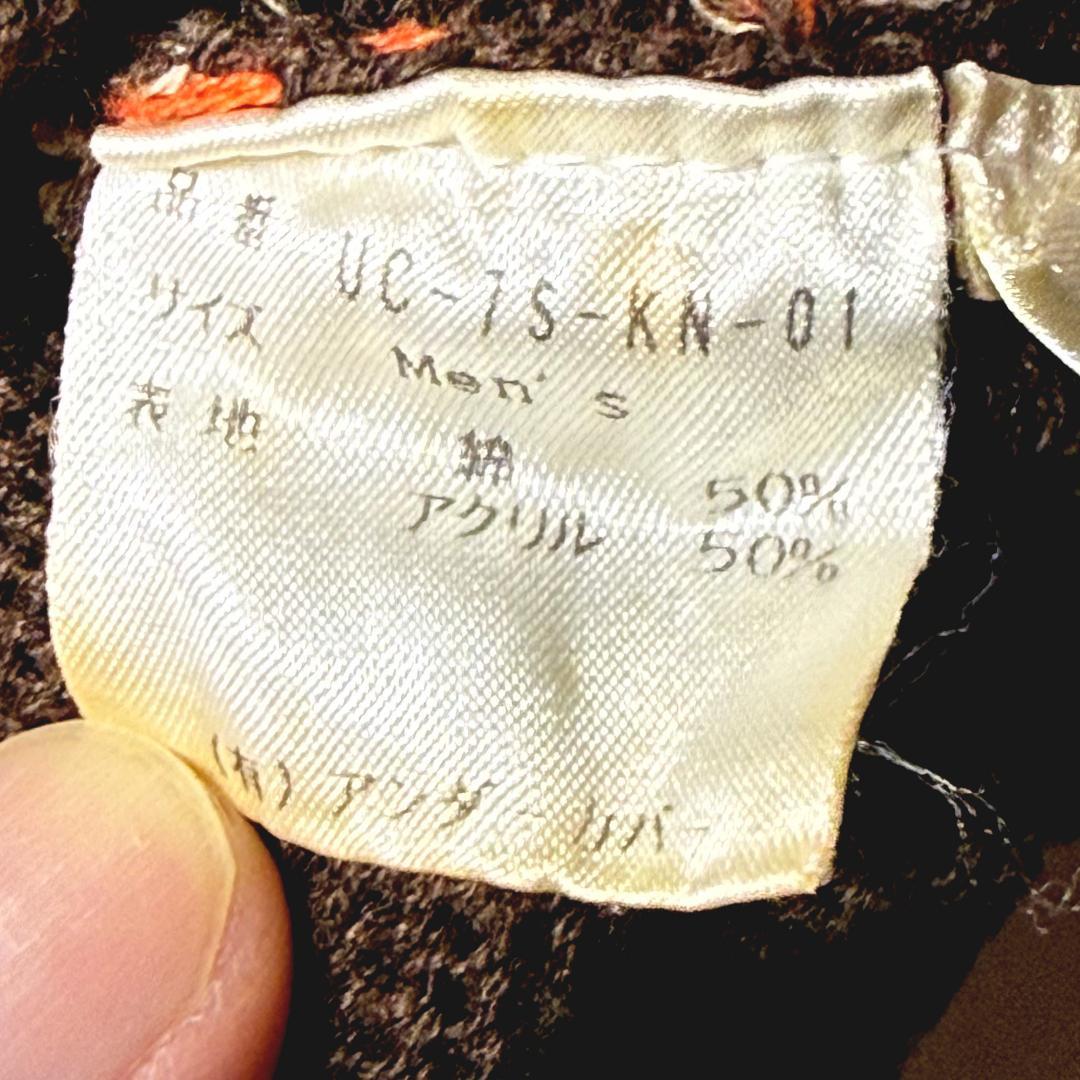 品番 UC-7S-KN-01
サイズ Men's
表地 綿 50%
アクリル 50%
(有)アンダーカバー